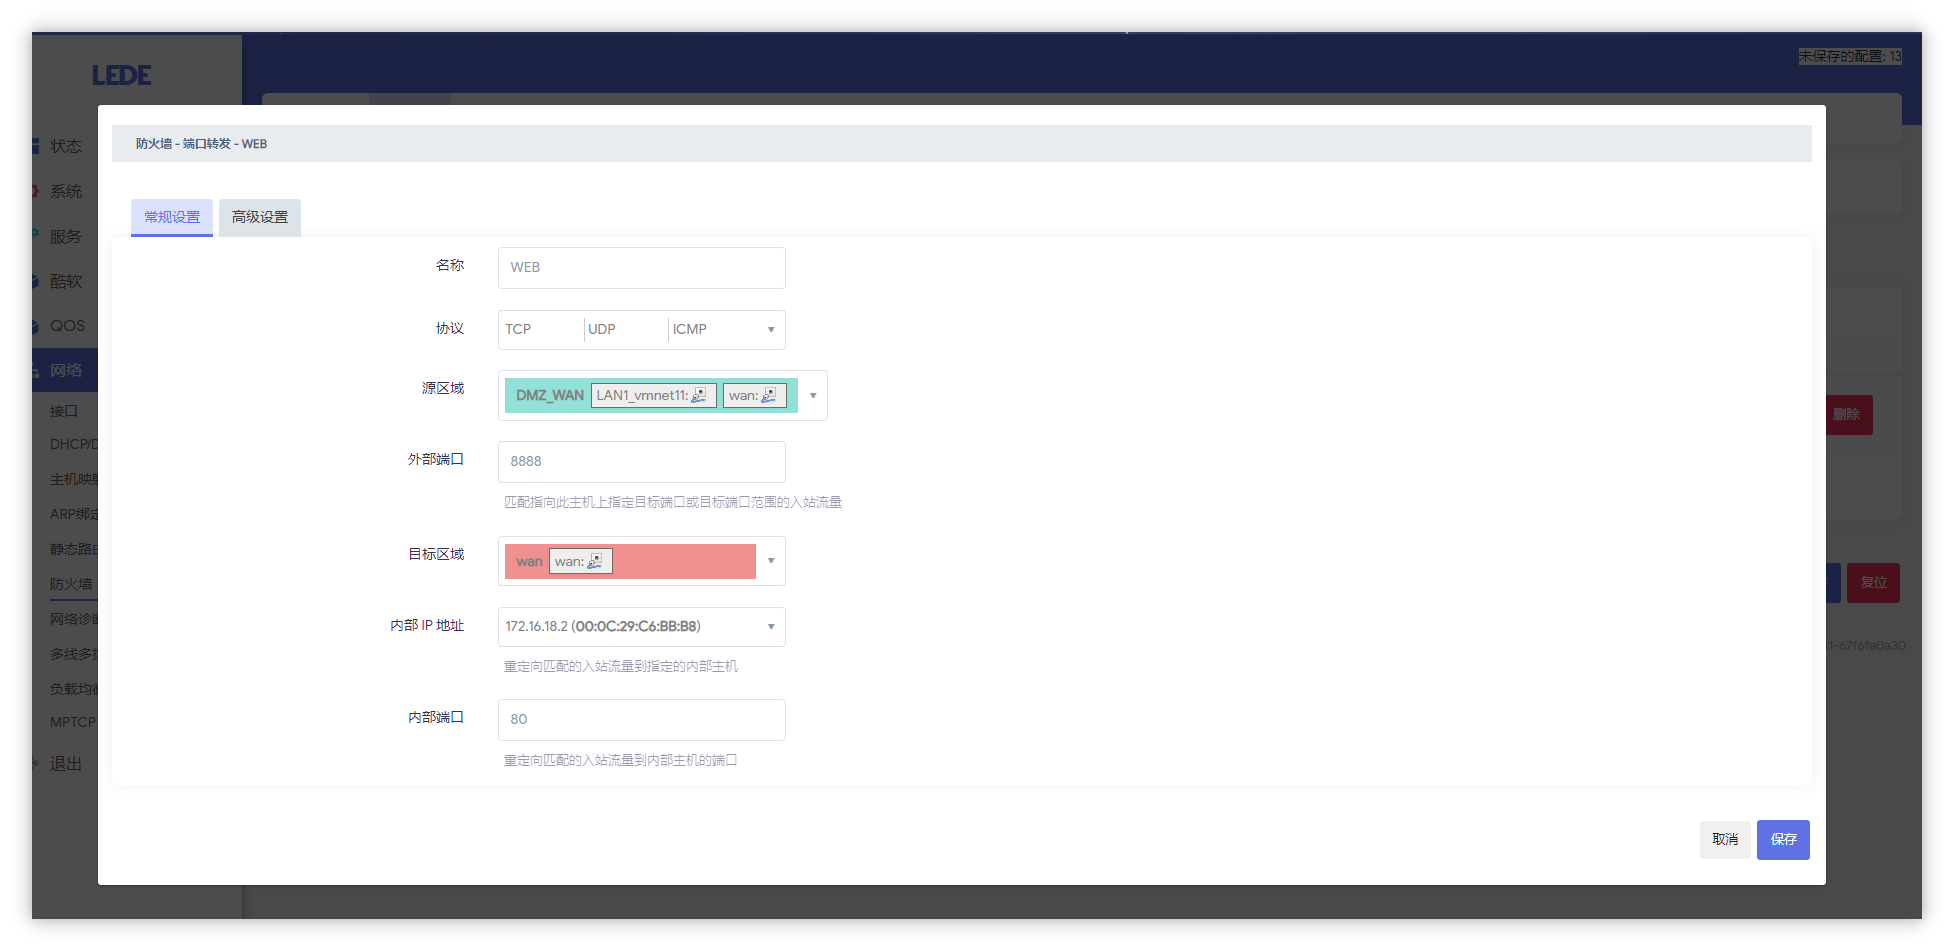 LEDE
未保存的配置: 13
状态
系统
服务
酷软
QOS
网络
接口
DHCP/D
主机映射
ARP绑定
静态路由
防火墙
网络诊断
多线多拨
负载均衡
MPTCP
退出
防火墙 - 端口转发 - WEB
常规设置
高级设置
名称
WEB
协议
TCP
UDP
ICMP
源区域
DMZ_WAN
LAN1_vmnet11:
wan:
外部端口
8888
匹配指向此主机上指定目标端口或目标端口范围的入站流量
目标区域
wan
wan:
内部 IP 地址
172.16.18.2 (00:0C:29:C6:BB:B8)
重定向匹配的入站流量到指定的内部主机
内部端口
80
重定向匹配的入站流量到内部主机的端口
取消
保存
删除
复位
1-67f6fa0a30